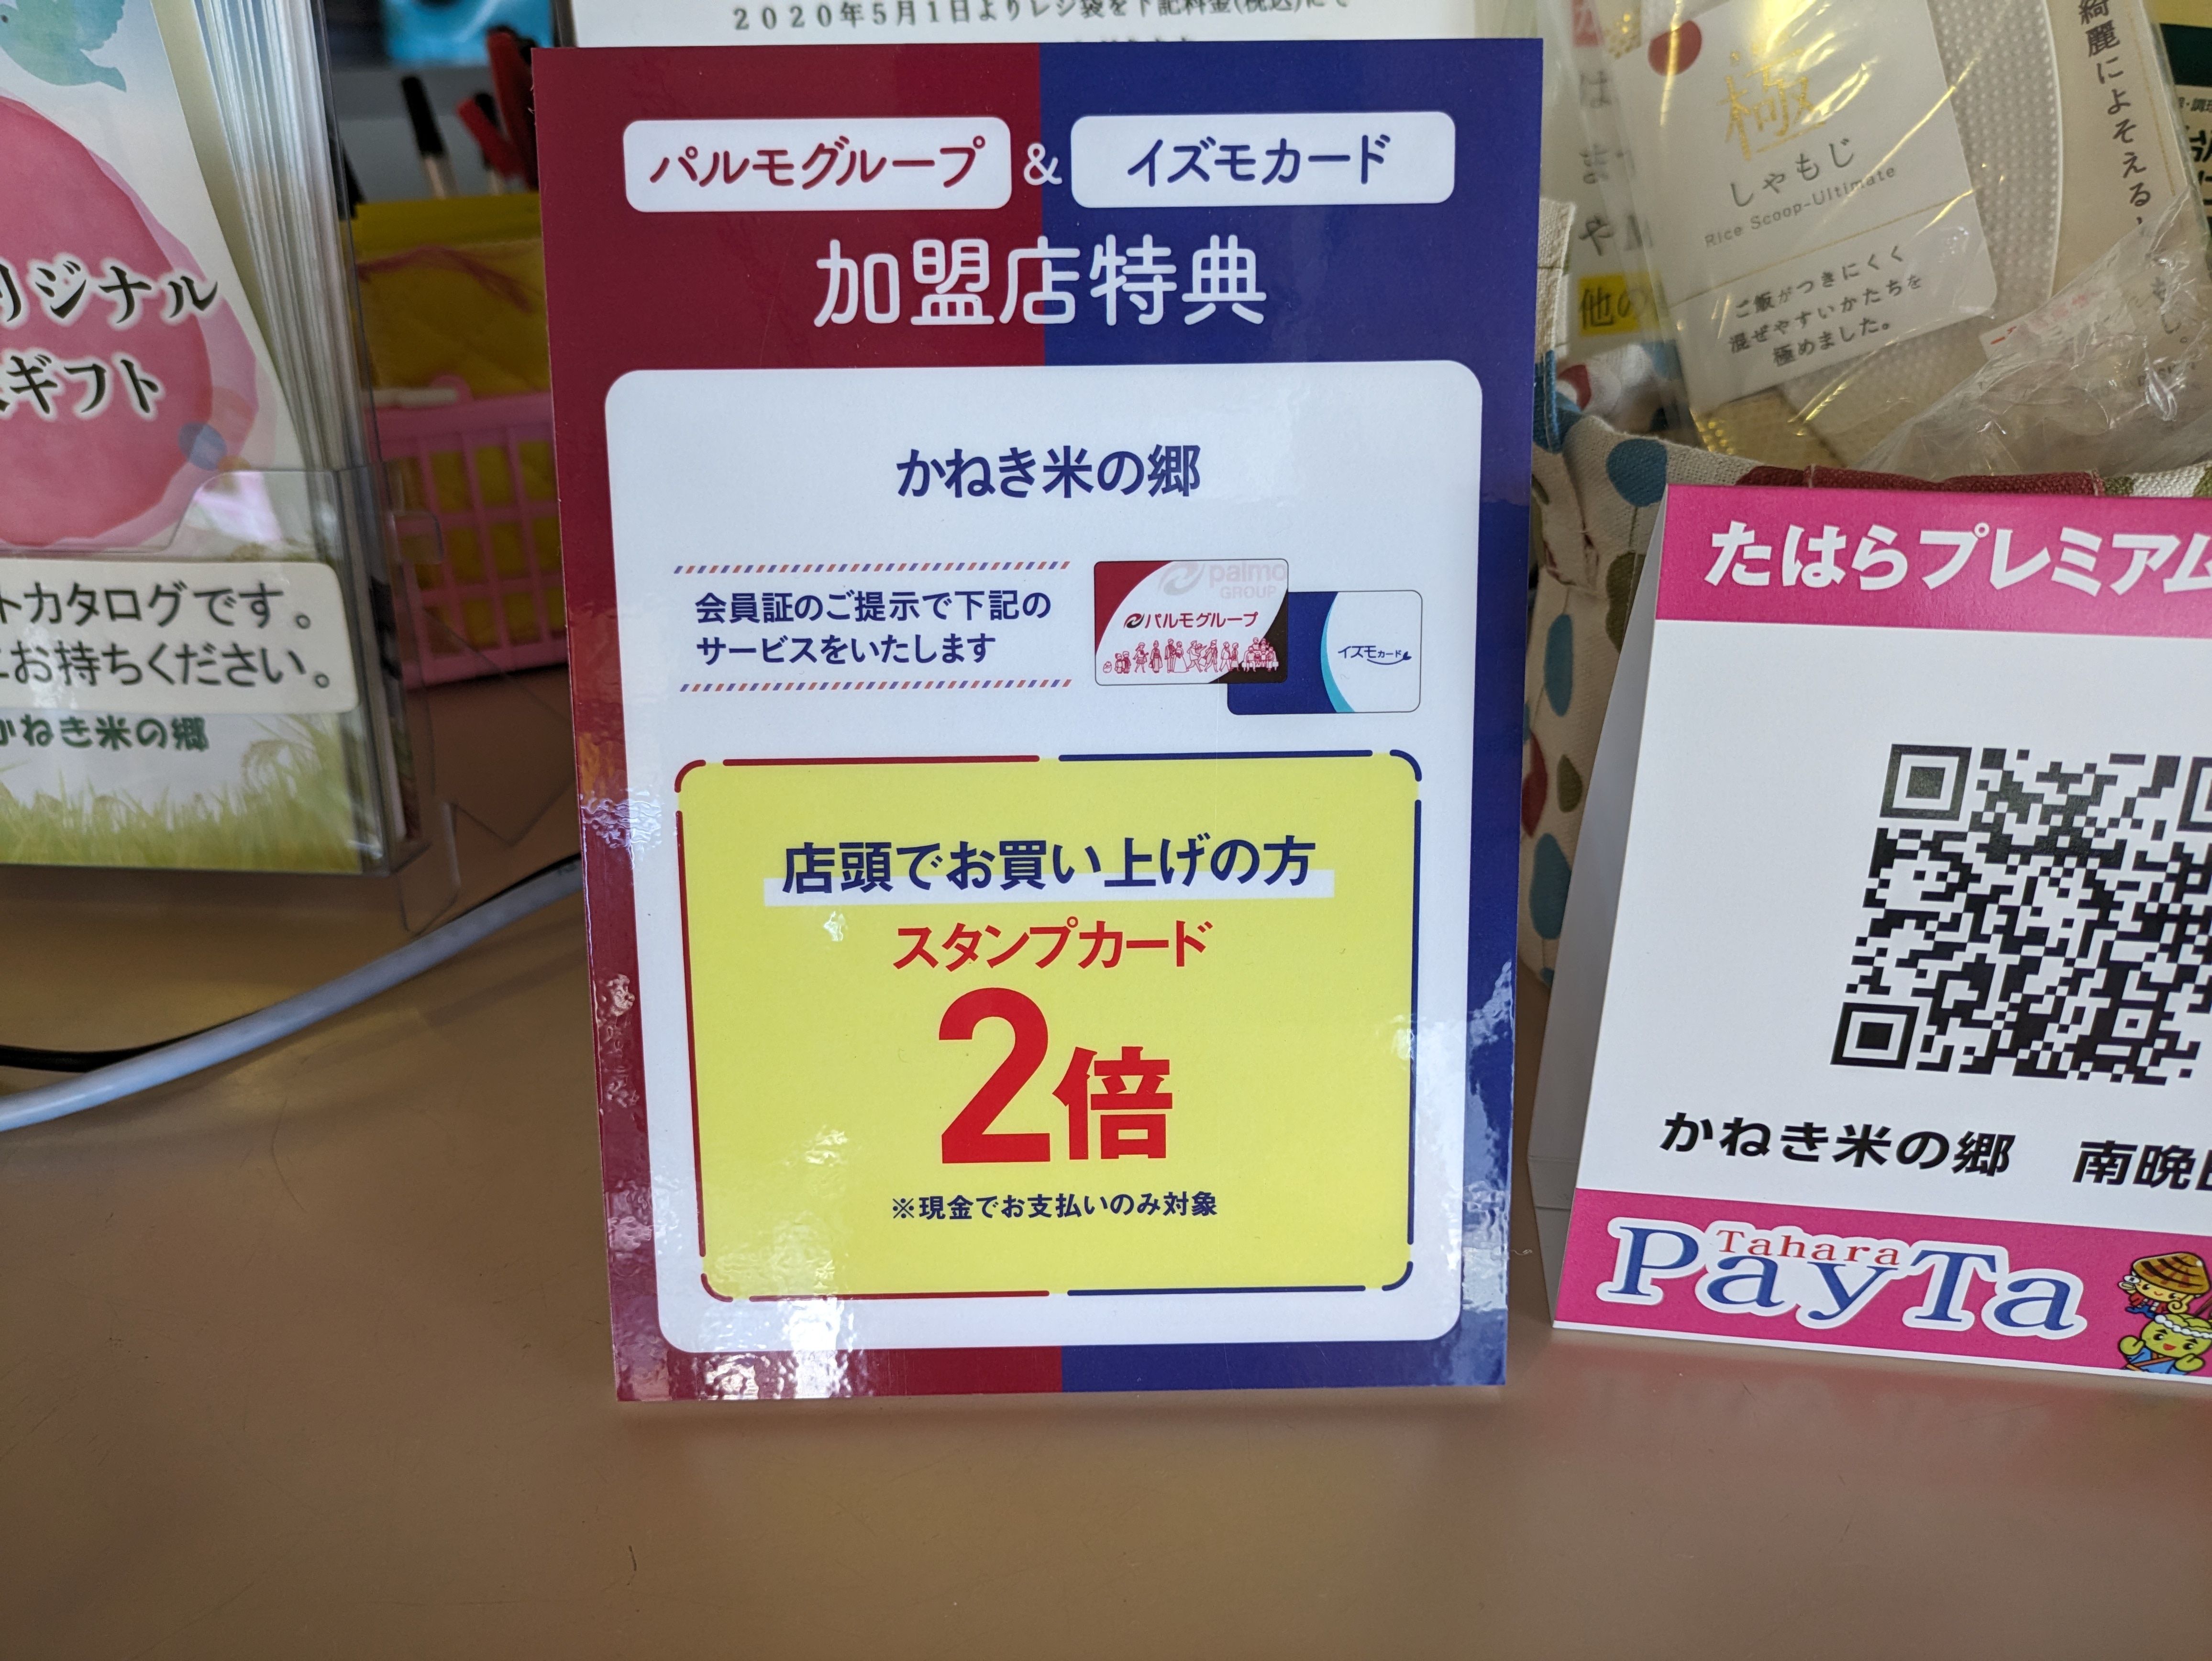 2020年5月1日よりレジ袋を下記料金(税込)にて
パルモグループ & イズモカード
加盟店特典
かねき米の郷
会員証のご提示で下記の
サービスをいたします
palmo
GROUP
パルモグループ
イズモカード
店頭でお買い上げの方
スタンプカード
2倍
※現金でお支払いのみ対象
リジナル
ギフト
トカタログです。
お持ちください。
かねき米の郷
極
しゃもじ
Rice Scoop-Ultimate
ご飯がつきにくく
混ぜやすいかたちを
極めました。
綺麗によそえる
他の
たはらプレミアム
かねき米の郷 南晩
Tahara
PayTa